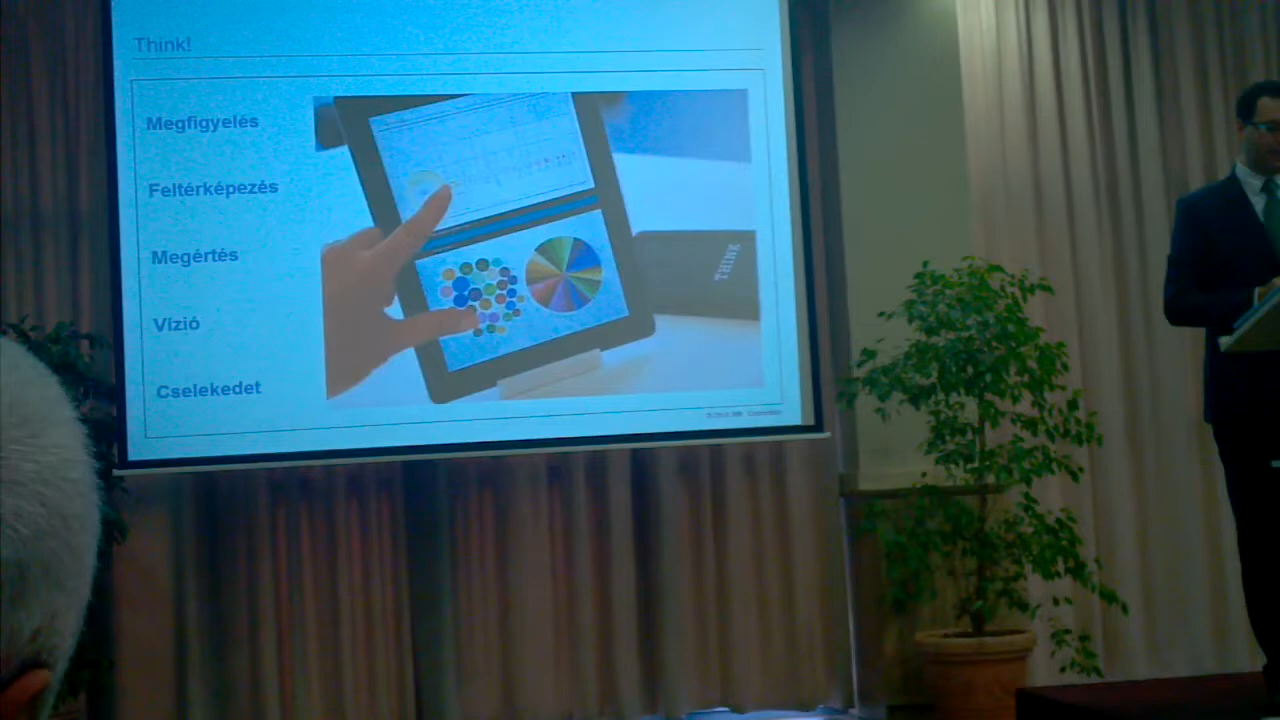 Think!
Megfigyelés
Feltérképezés
Megértés
Vízió
Cselekedet
THINK